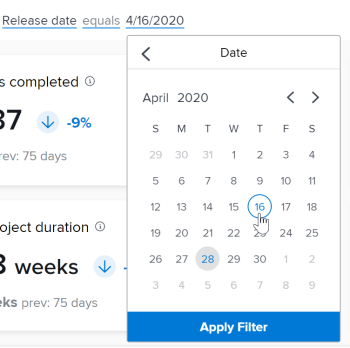 Release date equals 4/16/2020
Date
s completed
37
-9%
rev: 75 days
April 2020
S M T W T F S
29 30 31 1 2 3 4
5 6 7 8 9 10 11
12 13 14 15 16 17 18
19 20 21 22 23 24 25
26 27 28 29 30 1 2
3 4 5 6 7 8 9
oject duration
weeks
eks prev: 75 days
Apply Filter